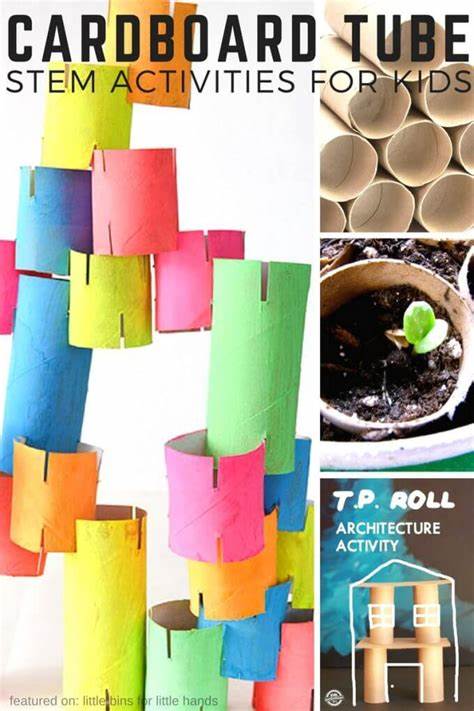 CARDBOARD TUBE
STEM ACTIVITIES FOR KIDS
T.P. ROLL
ARCHITECTURE
ACTIVITY
featured on: little bins for little hands